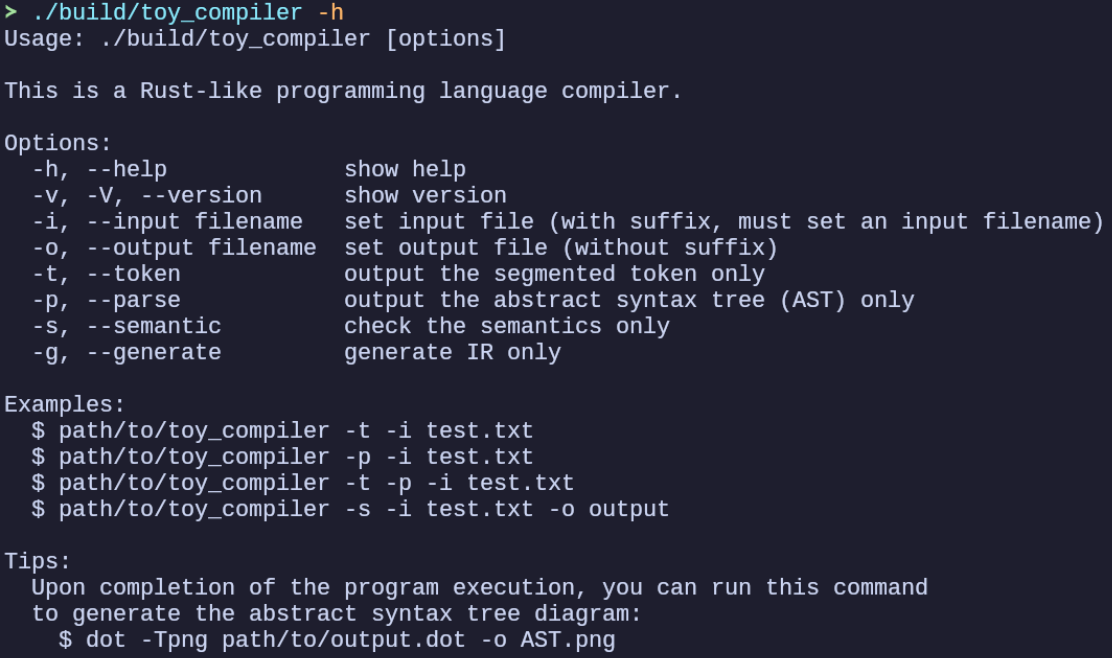 > ./build/toy_compiler -h
Usage: ./build/toy_compiler [options]
This is a Rust-like programming language compiler.
Options:
  -h, --help             show help
  -v, -V, --version      show version
  -i, --input filename   set input file (with suffix, must set an input filename)
  -o, --output filename  set output file (without suffix)
  -t, --token            output the segmented token only
  -p, --parse            output the abstract syntax tree (AST) only
  -s, --semantic         check the semantics only
  -g, --generate         generate IR only
Examples:
  $ path/to/toy_compiler -t -i test.txt
  $ path/to/toy_compiler -p -i test.txt
  $ path/to/toy_compiler -t -p -i test.txt
  $ path/to/toy_compiler -s -i test.txt -o output
Tips:
  Upon completion of the program execution, you can run this command
  to generate the abstract syntax tree diagram:
    $ dot -Tpng path/to/output.dot -o AST.png